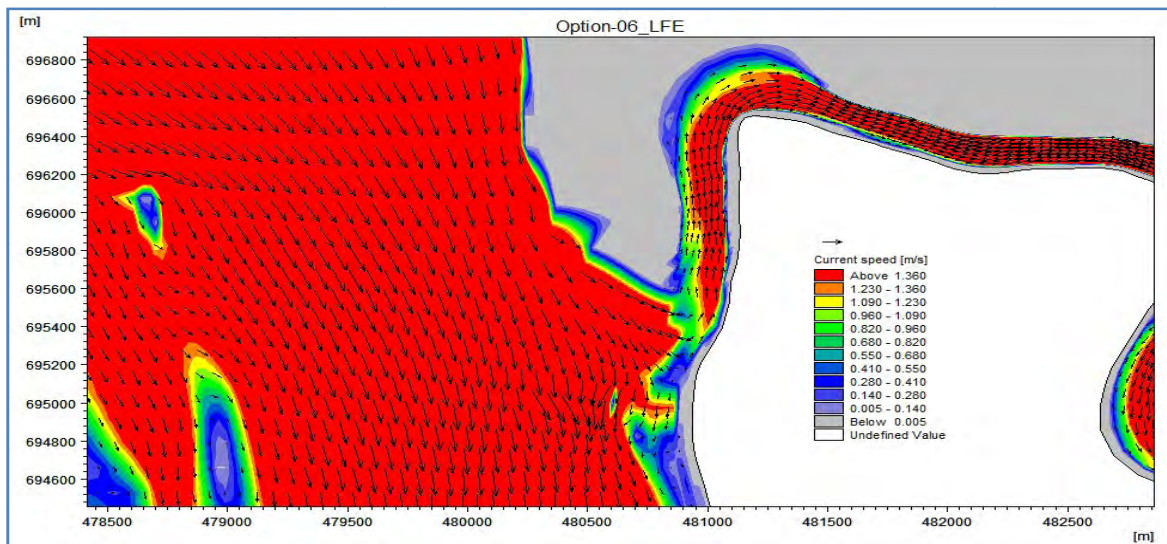 [m]
Option-06_LFE
696800
696600
696400
696200
696000
695800
695600
695400
695200
695000
694800
694600
Current speed [m/s]
Above 1.360
1.230 - 1.360
1.090 - 1.230
0.960 - 1.090
0.820 - 0.960
0.680 - 0.820
0.550 - 0.680
0.410 - 0.550
0.280 - 0.410
0.140 - 0.280
0.005 - 0.140
Below 0.005
Undefined Value
478500 479000 479500 480000 480500 481000 481500 482000 482500
[m]